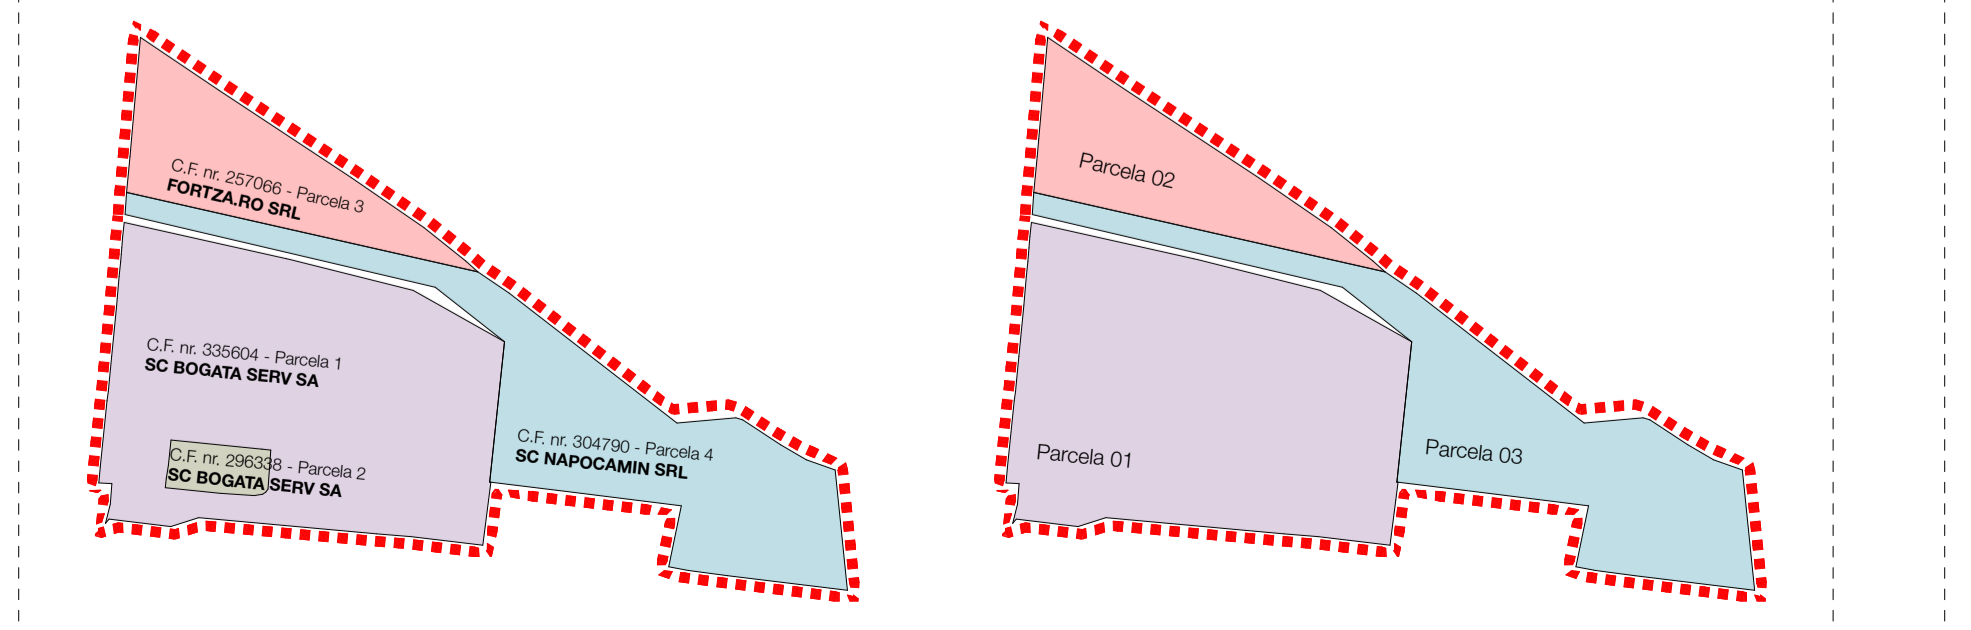 C.F. nr. 257066 - Parcela 3
FORTZA.RO SRL
C.F. nr. 335604 - Parcela 1
SC BOGATA SERV SA
C.F. nr. 296338 - Parcela 2
SC BOGATA SERV SA
C.F. nr. 304790 - Parcela 4
SC NAPOCAMIN SRL
Parcela 02
Parcela 01
Parcela 03